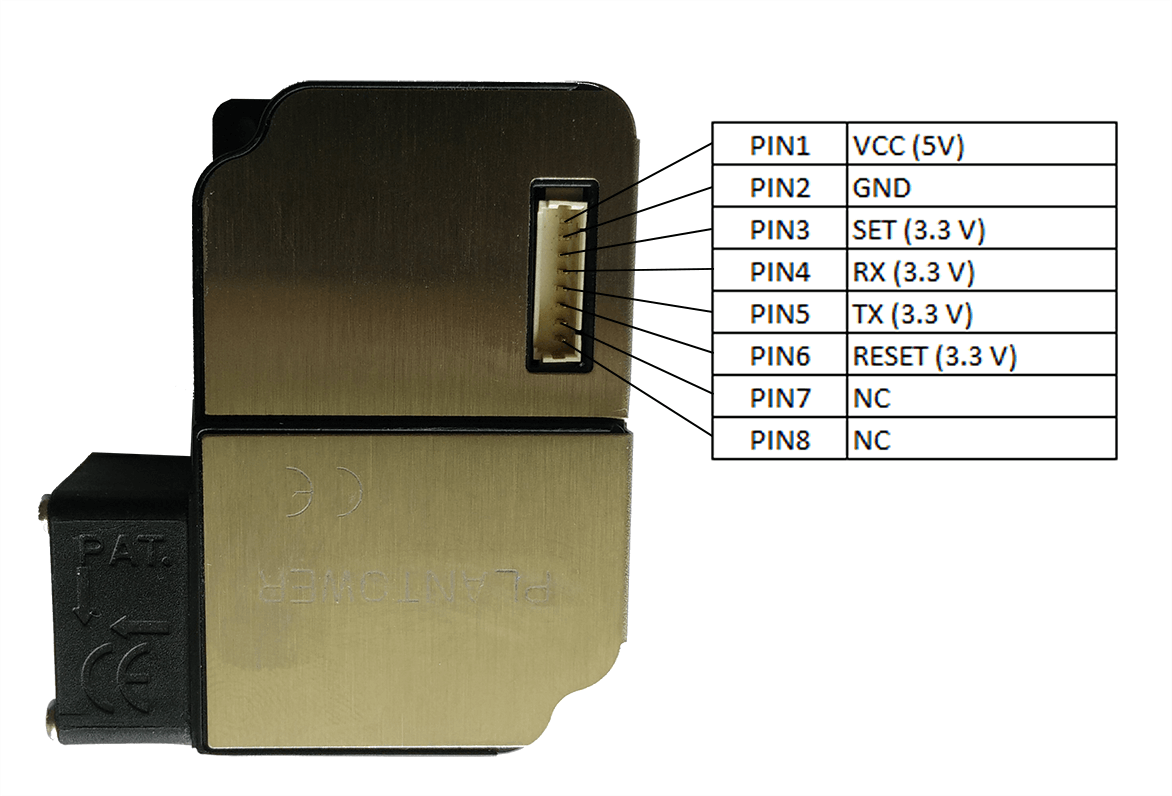 PIN1 VCC (5V)
PIN2 GND
PIN3 SET (3.3 V)
PIN4 RX (3.3 V)
PIN5 TX (3.3 V)
PIN6 RESET (3.3 V)
PIN7 NC
PIN8 NC
CE
PLANTOWER
PAT.
CE